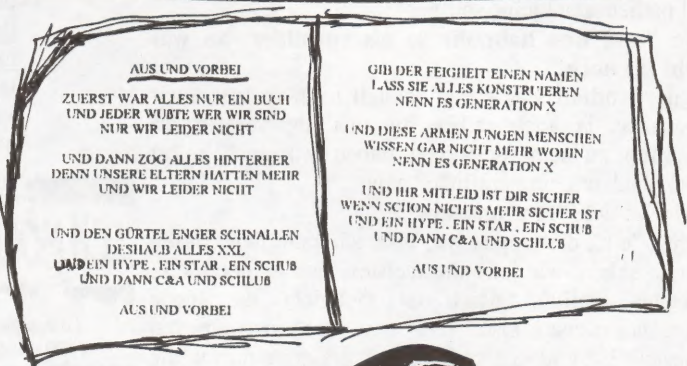 AUS UND VORBEI
ZUERST WAR ALLES NUR EIN BUCH
UND JEDER WUßTE WER WIR SIND
NUR WIR LEIDER NICHT
UND DANN ZOG ALLES HINTERHER
DENN UNSERE ELTERN HATTEN MEHR
UND WIR LEIDER NICHT
UND DEN GÜRTEL ENGER SCHNALLEN
DESHALB ALLES XXL
UND EIN HYPE . EIN STAR , EIN SCHUß
UND DANN C&A UND SCHLUß
AUS UND VORBEI
GIB DER FEIGHEIT EINEN NAMEN
LASS SIE ALLES KONSTRUIEREN
NENN ES GENERATION X
UND DIESE ARMEN JUNGEN MENSCHEN
WISSEN GAR NICHT MEHR WOHIN
NENN ES GENERATION X
UND IHR MITLEID IST DIR SICHER
WENN SCHON NICHTS MEHR SICHER IST
UND EIN HYPE , EIN STAR , EIN SCHUß
UND DANN C&A UND SCHLUß
AUS UND VORBEI